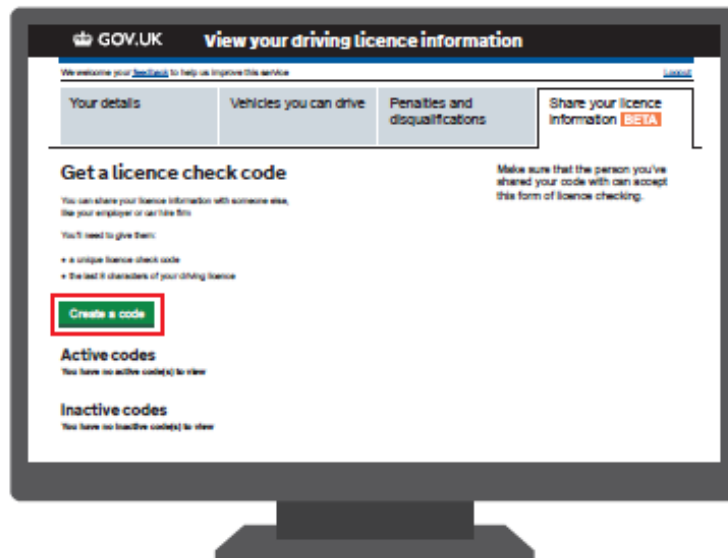 GOV.UK View your driving licence information
We welcome your feedback to help us improve this service Logout
Your details
Vehicles you can drive
Penalties and
disqualifications
Share your licence
information BETA
Get a licence check code
You can share your licence information with someone else,
like your employer or car hire firm
You'll need to give them:
• a unique licence check code
• the last 8 characters of your driving licence
Make sure that the person you've
shared your code with can accept
this form of licence checking.
Create a code
Active codes
You have no active code(s) to view
Inactive codes
You have no inactive code(s) to view